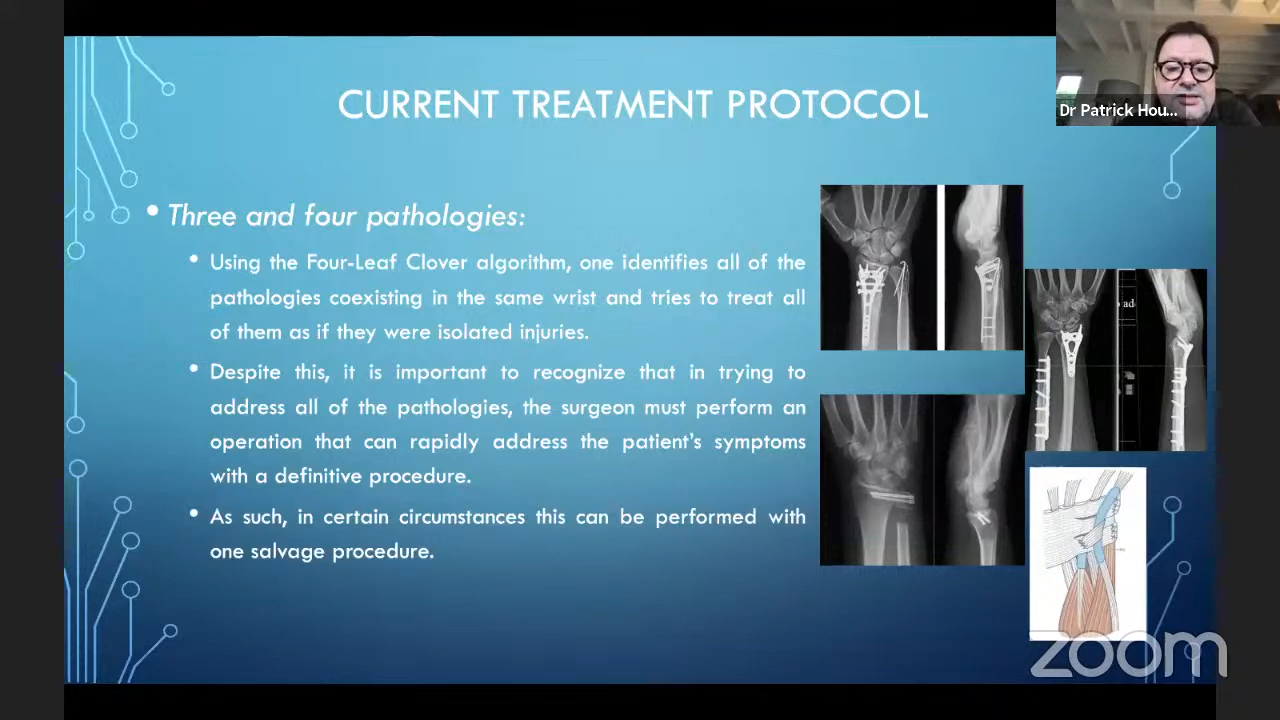 CURRENT TREATMENT PROTOCOL
Dr Patrick Hou...
• Three and four pathologies:
• Using the Four-Leaf Clover algorithm, one identifies all of the
pathologies coexisting in the same wrist and tries to treat all
of them as if they were isolated injuries.
• Despite this, it is important to recognize that in trying to
address all of the pathologies, the surgeon must perform an
operation that can rapidly address the patient's symptoms
with a definitive procedure.
• As such, in certain circumstances this can be performed with
one salvage procedure.
ad
zoom